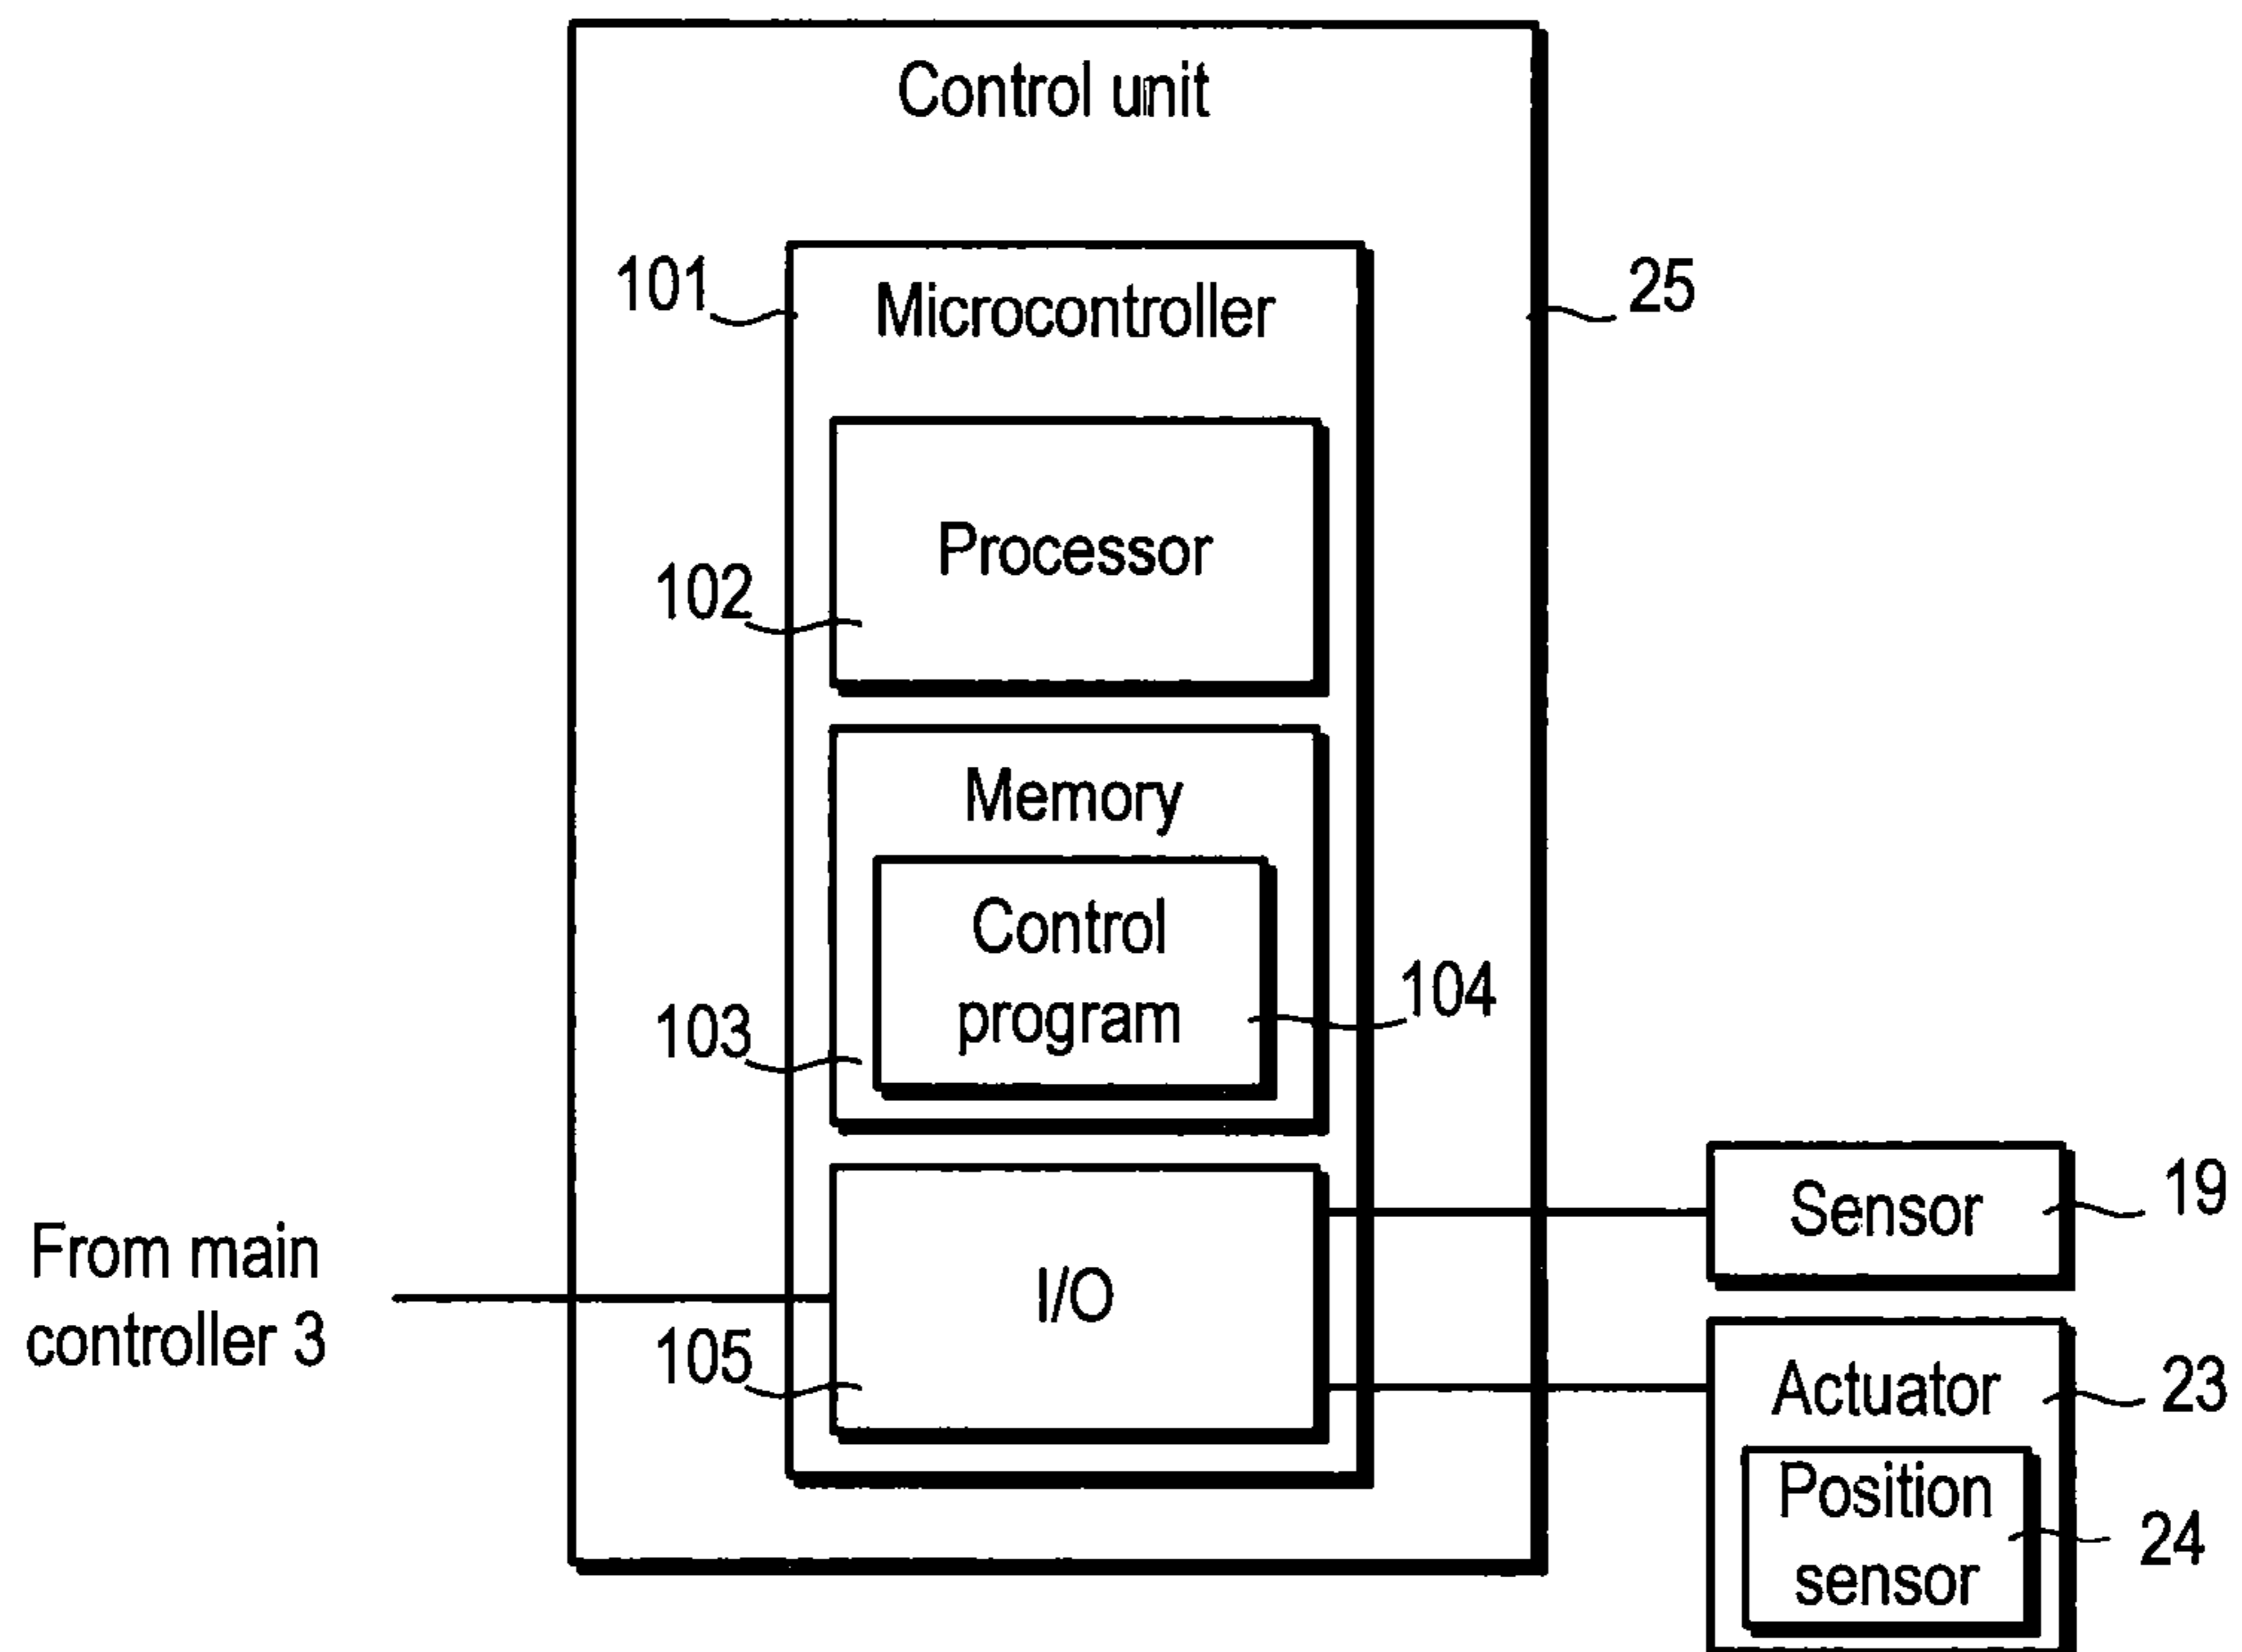 Control unit
101
Microcontroller
25
Processor
102
Memory
Control
program
104
103
From main
controller 3
I/O
105
Sensor
19
Actuator
23
Position
sensor
24